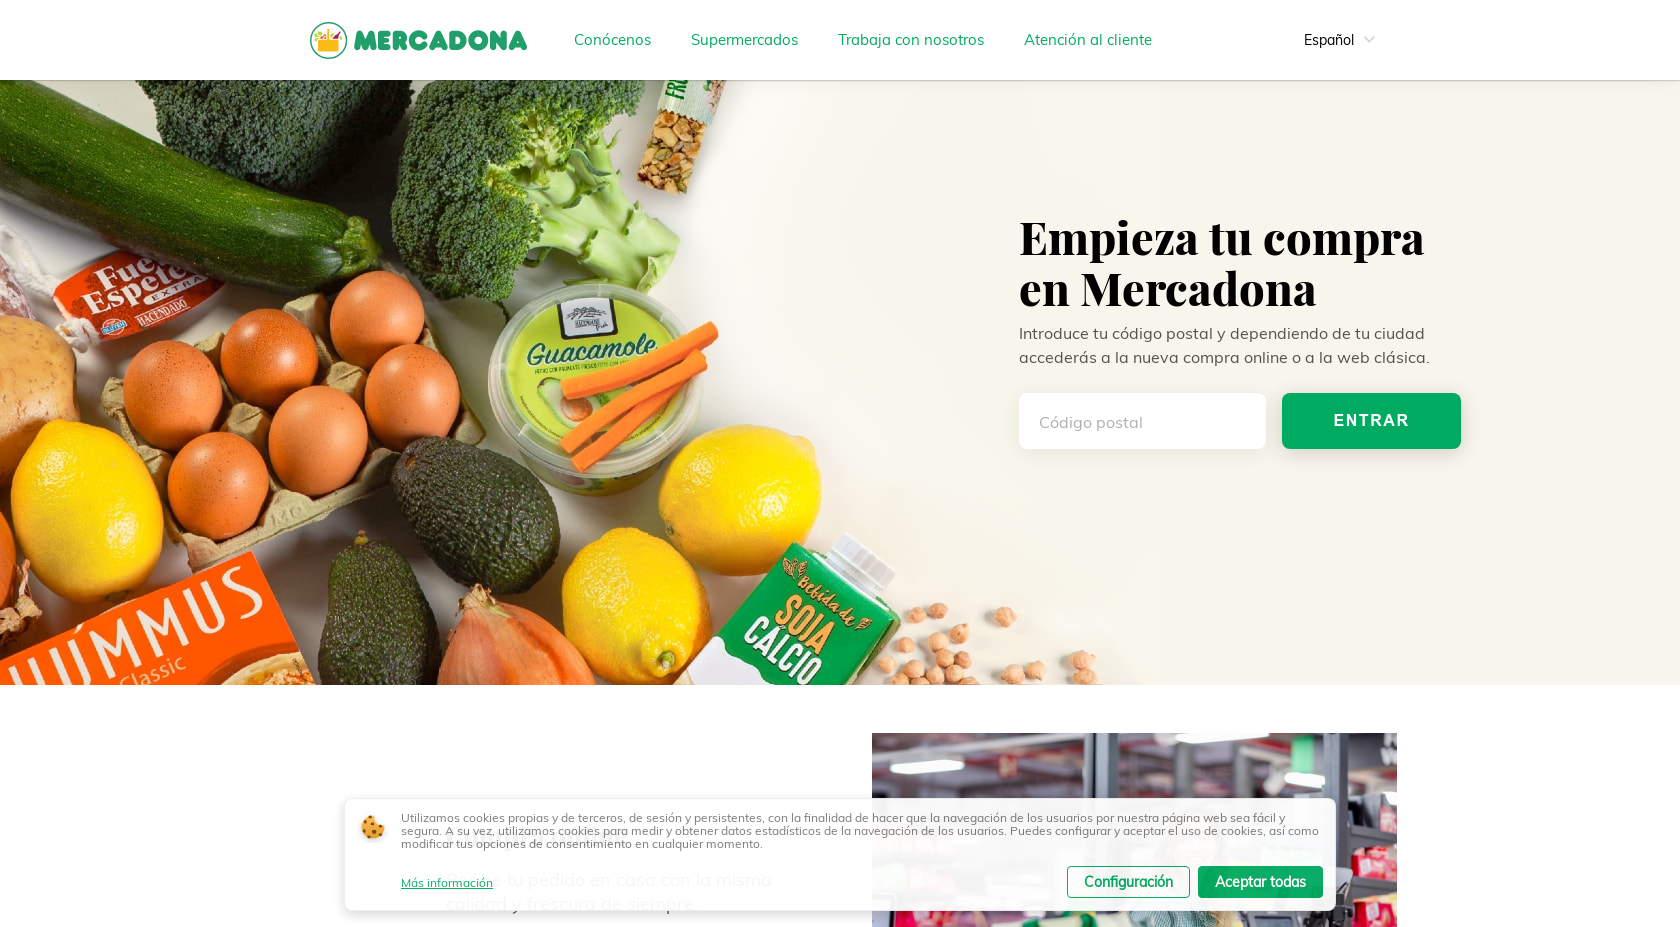 MERCADONA
Conócenos
Supermercados
Trabaja con nosotros
Atención al cliente
Español
FRU
Fuet
Espetec
EXTRA
HACENDADO
Guacamole
MO
HUMMUS
Classic
Bebida de
SOJA
CALCIO
Empieza tu compra
en Mercadona
Introduce tu código postal y dependiendo de tu ciudad
accederás a la nueva compra online o a la web clásica.
Código postal
ENTRAR
Utilizamos cookies propias y de terceros, de sesión y persistentes, con la finalidad de hacer que la navegación de los usuarios por nuestra página web sea fácil y
segura. A su vez, utilizamos cookies para medir y obtener datos estadísticos de la navegación de los usuarios. Puedes configurar y aceptar el uso de cookies, así como
modificar tus opciones de consentimiento en cualquier momento.
Más información
Configuración
Aceptar todas
tu pedido en casa con la misma
calidad y frescura de siempre.